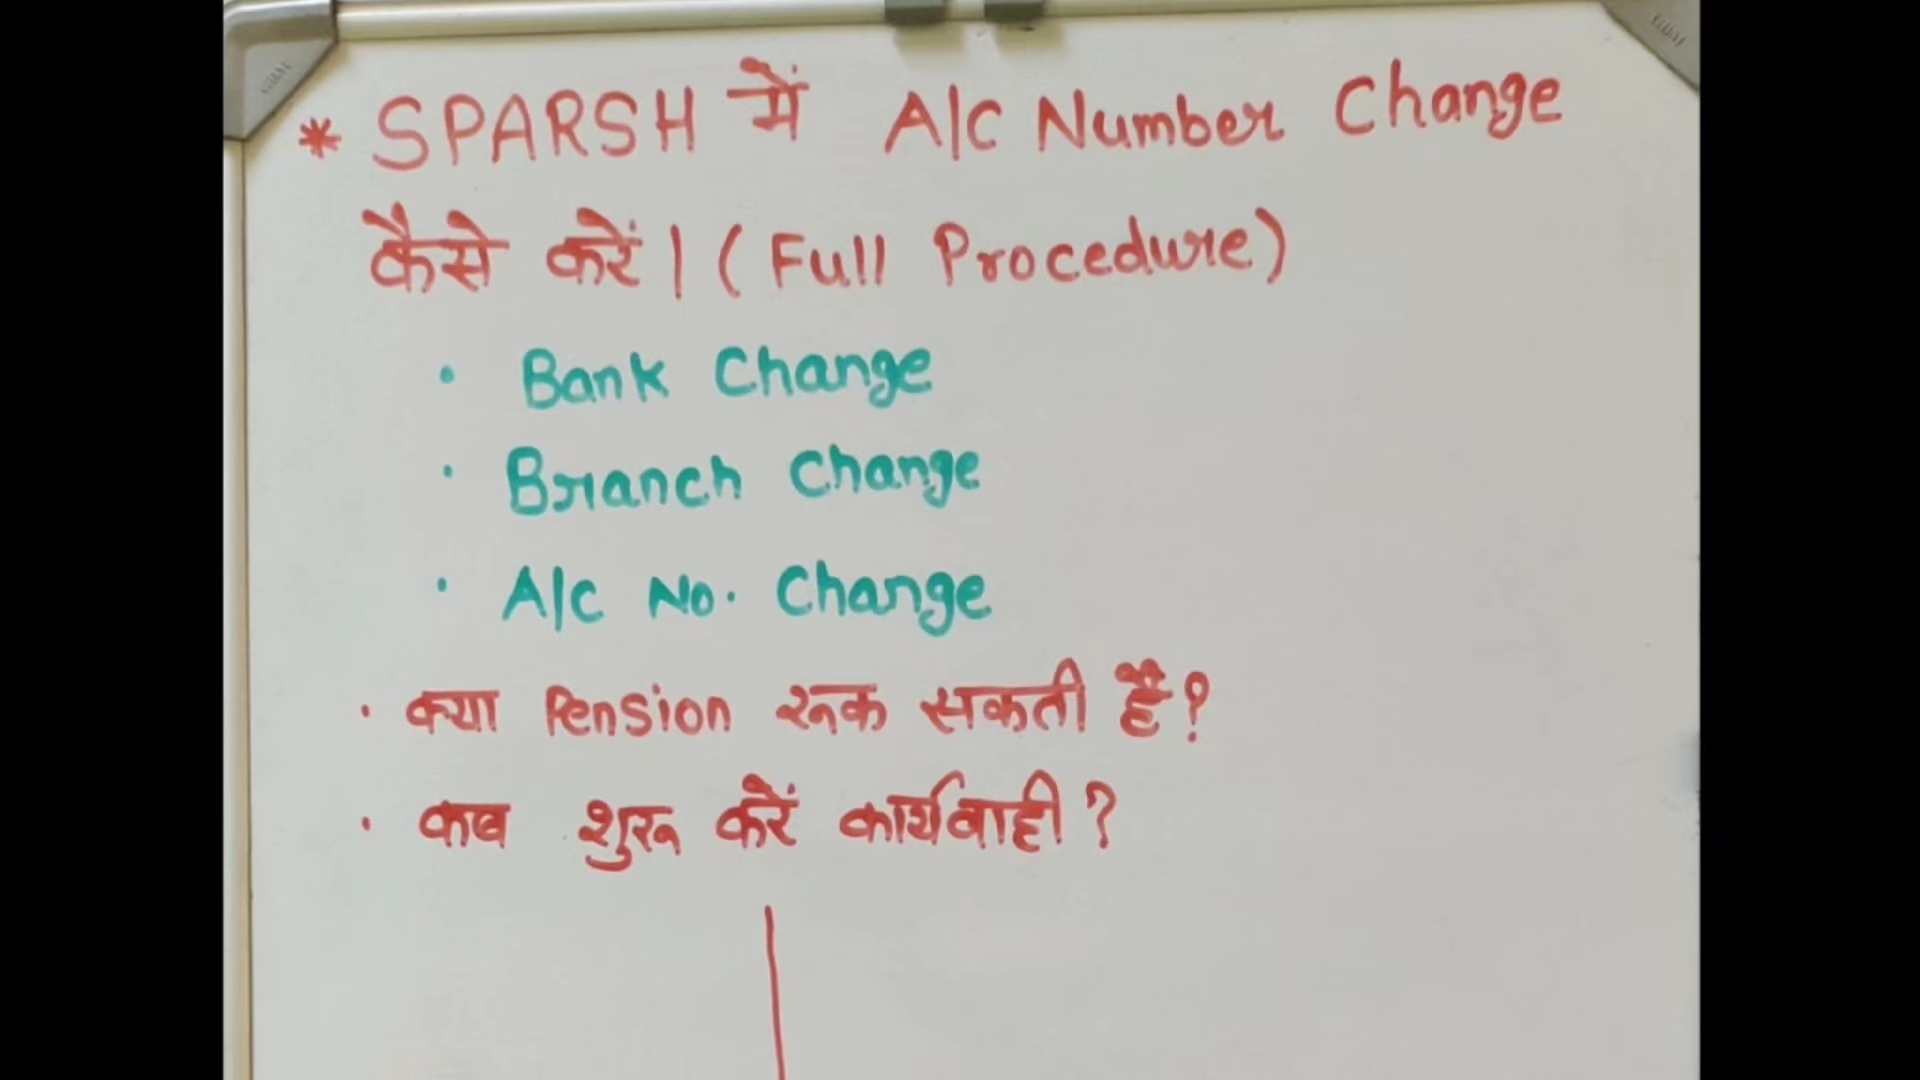 * SPARSH में A/C Number Change
कैसे करें। (Full Procedure)
• Bank Change
• Branch Change
• A/C No. Change
• क्या Pension रूक सकती है?
• कब शुरू करें कार्यवाही?